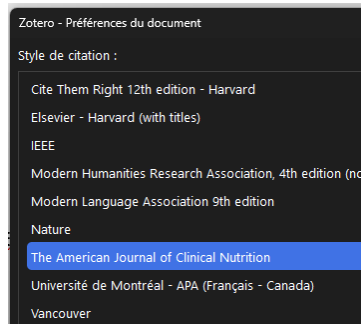 Zotero - Préférences du document
Style de citation :
Cite Them Right 12th edition - Harvard
Elsevier - Harvard (with titles)
IEEE
Modern Humanities Research Association, 4th edition (no
Modern Language Association 9th edition
Nature
The American Journal of Clinical Nutrition
Université de Montréal - APA (Français - Canada)
Vancouver